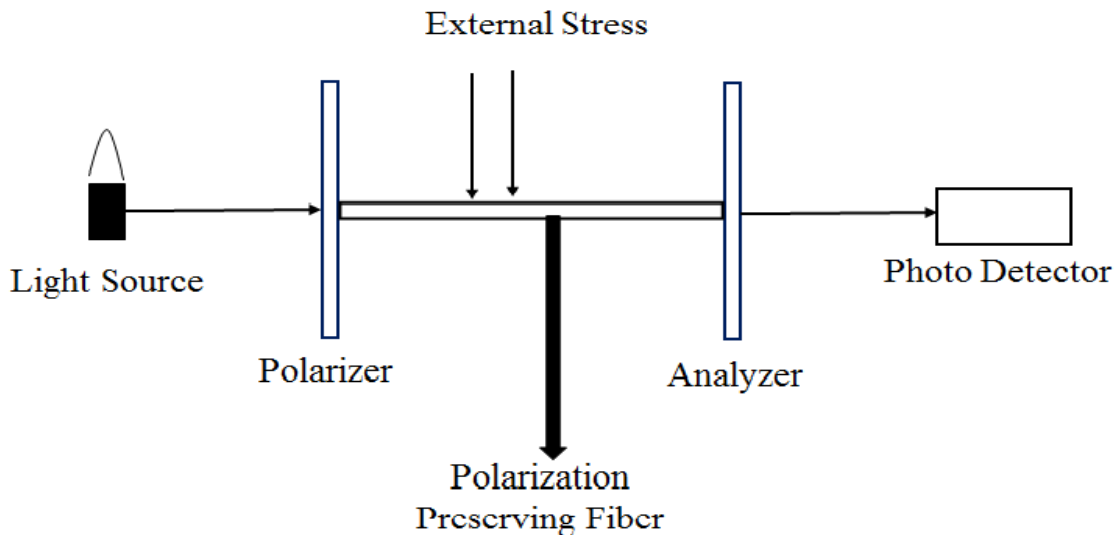 External Stress
Light Source
Photo Detector
Polarizer
Analyzer
Polarization
Preserving Fiber